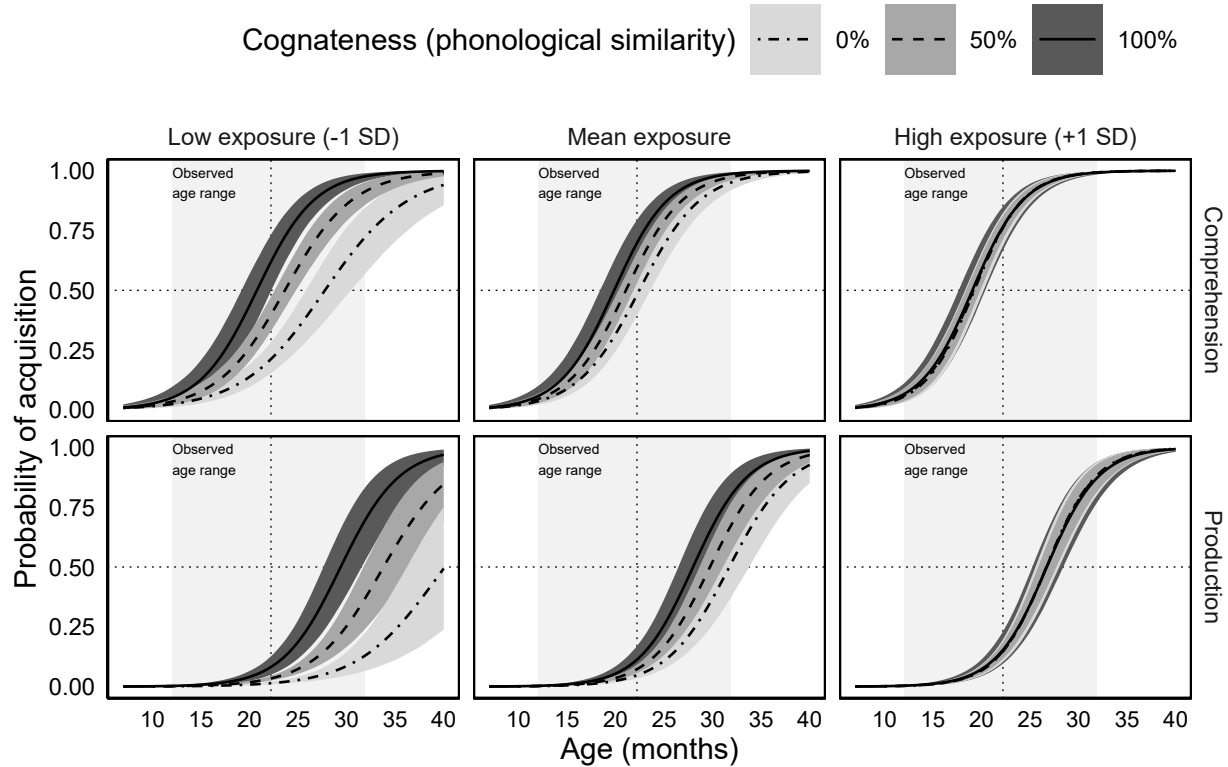 Cognateness (phonological similarity) 0% 50% 100%
Low exposure (-1 SD) Mean exposure High exposure (+1 SD)
Probability of acquisition
1.00
0.75
0.50
0.25
0.00
Observed
age range
Observed
age range
Observed
age range
Comprehension
1.00
0.75
0.50
0.25
0.00
Observed
age range
Observed
age range
Observed
age range
Production
10 15 20 25 30 35 40 10 15 20 25 30 35 40 10 15 20 25 30 35 40
Age (months)